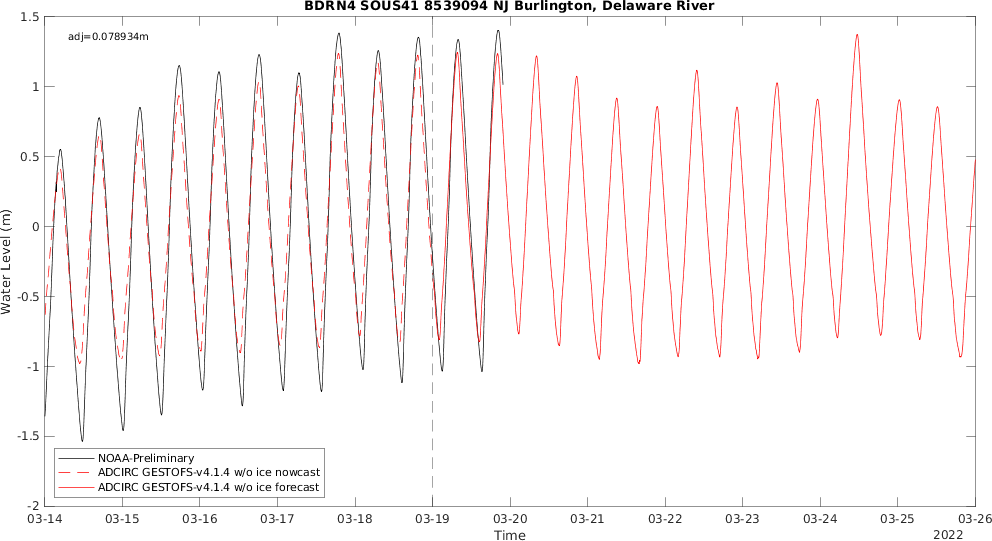 BDRN4 SOUS41 8539094 NJ Burlington, Delaware River
adj=0.078934m
1.5
1
0.5
0
-0.5
-1
-1.5
-2
Water Level (m)
NOAA-Preliminary
ADCIRC GESTOFS-v4.1.4 w/o ice nowcast
ADCIRC GESTOFS-v4.1.4 w/o ice forecast
03-14 03-15 03-16 03-17 03-18 03-19 03-20 03-21 03-22 03-23 03-24 03-25 03-26
Time
2022